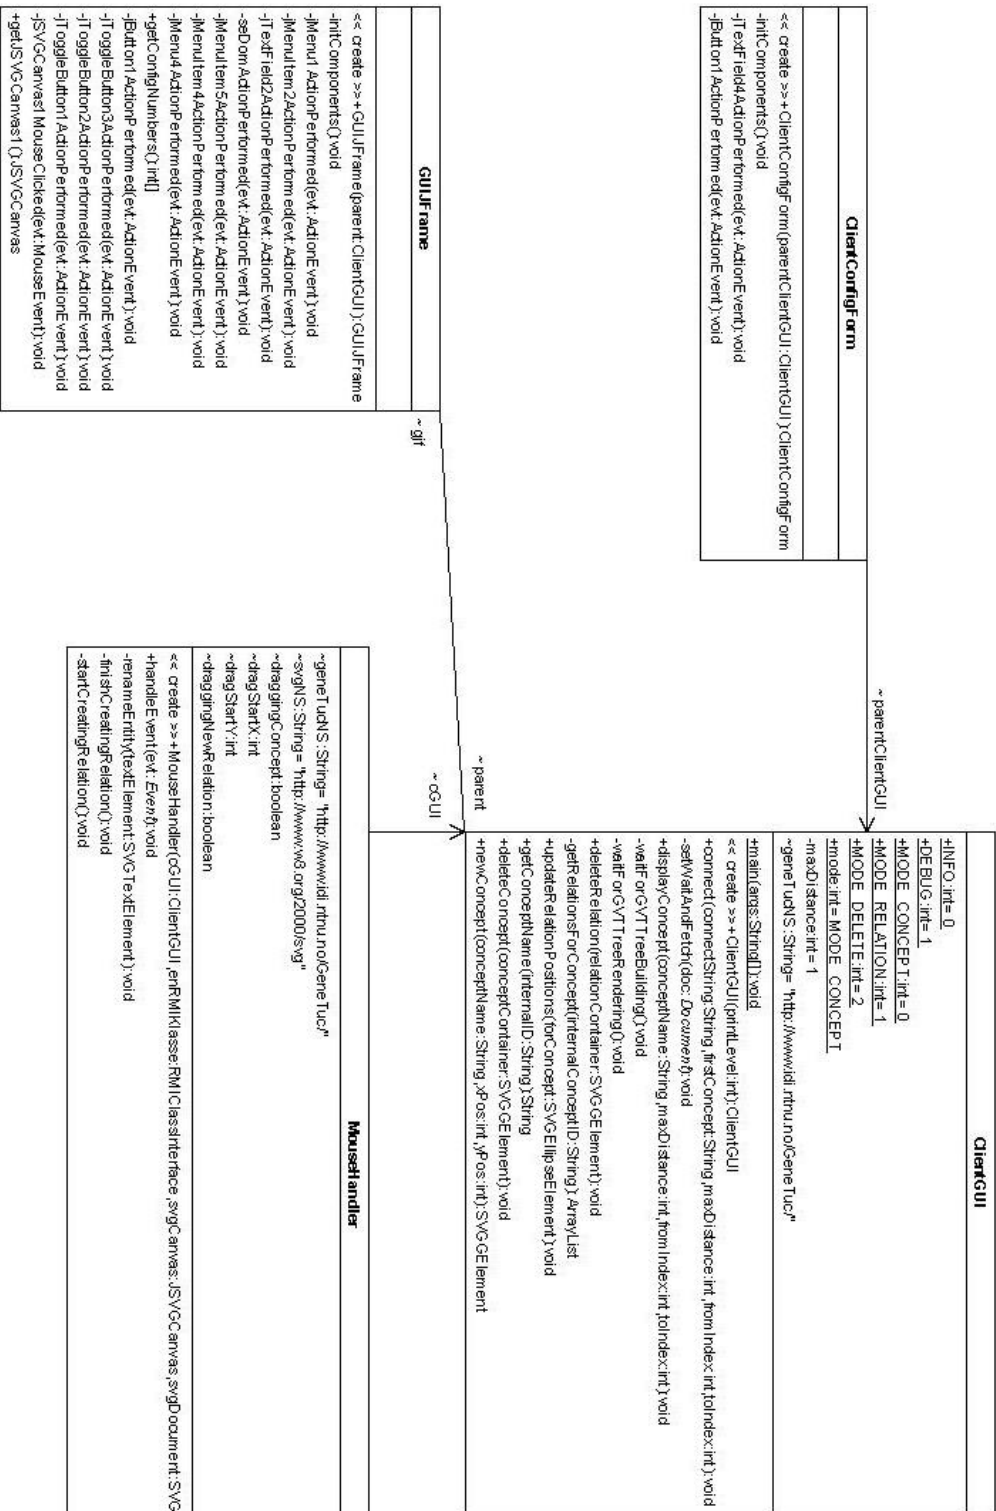 ClientConfigForm
<< create >>+ClientConfigForm(parentClientGUI:ClientGUI):ClientConfigForm
-initComponents():void
-jTextField4ActionPerformed(evt:ActionEvent):void
-jButton1ActionPerformed(evt:ActionEvent):void
~parentClientGUI
ClientGUI
+INFO:int= 0
+DEBUG:int= 1
+MODE_CONCEPT:int= 0
+MODE_RELATION:int= 1
+MODE_DELETE:int= 2
+mode:int= MODE_CONCEPT
-maxDistance:int= 1
~geneTucNS:String= "http://www.idi.ntnu.no/GeneTuc/"
+main(args:String[]):void
<< create >>+ClientGUI(printLevel:int):ClientGUI
+connect(connectString:String,firstConcept:String,maxDistance:int,fromIndex:int,toIndex:int):void
-setWaitAndFetch(doc:Document):void
+displayConcept(conceptName:String,maxDistance:int,fromIndex:int,toIndex:int):void
-waitForGVTTreeBuilding():void
-waitForGVTTreeRendering():void
+deleteRelation(relationContainer:SVGGElement):void
-getRelationsForConcept(internalConceptID:String):ArrayList
+updateRelationPositions(forConcept:SVGEllipseElement):void
+getConceptName(internalID:String):String
+deleteConcept(conceptContainer:SVGGElement):void
+newConcept(conceptName:String,xPos:int,yPos:int):SVGGElement
GUIJFrame
<< create >>+GUIJFrame(parent:ClientGUI):GUIJFrame
-initComponents():void
-jMenu1ActionPerformed(evt:ActionEvent):void
-jMenuItem2ActionPerformed(evt:ActionEvent):void
-jTextField2ActionPerformed(evt:ActionEvent):void
-seDomActionPerformed(evt:ActionEvent):void
-jMenuItem5ActionPerformed(evt:ActionEvent):void
-jMenuItem4ActionPerformed(evt:ActionEvent):void
-jMenu4ActionPerformed(evt:ActionEvent):void
+getConfigNumbers():int[]
-jButton1ActionPerformed(evt:ActionEvent):void
-jToggleButton3ActionPerformed(evt:ActionEvent):void
-jToggleButton2ActionPerformed(evt:ActionEvent):void
-jToggleButton1ActionPerformed(evt:ActionEvent):void
-jSVGCanvas1MouseClicked(evt:MouseEvent):void
+getJSVGCanvas1():JSVGCanvas
~gjf
~parent
~cGUI
MouseHandler
~geneTucNS:String= "http://www.idi.ntnu.no/GeneTuc/"
~svgNS:String= "http://www.w3.org/2000/svg"
~draggingConcept:boolean
~dragStartX:int
~dragStartY:int
~draggingNewRelation:boolean
<< create >>+MouseHandler(cGUI:ClientGUI,enRMIKlasse:RMIClassInterface,svgCanvas:JSVGCanvas,svgDocument:SVG
+handleEvent(evt:Event):void
-renameEntity(textElement:SVGTextElement):void
-finishCreatingRelation():void
-startCreatingRelation():void